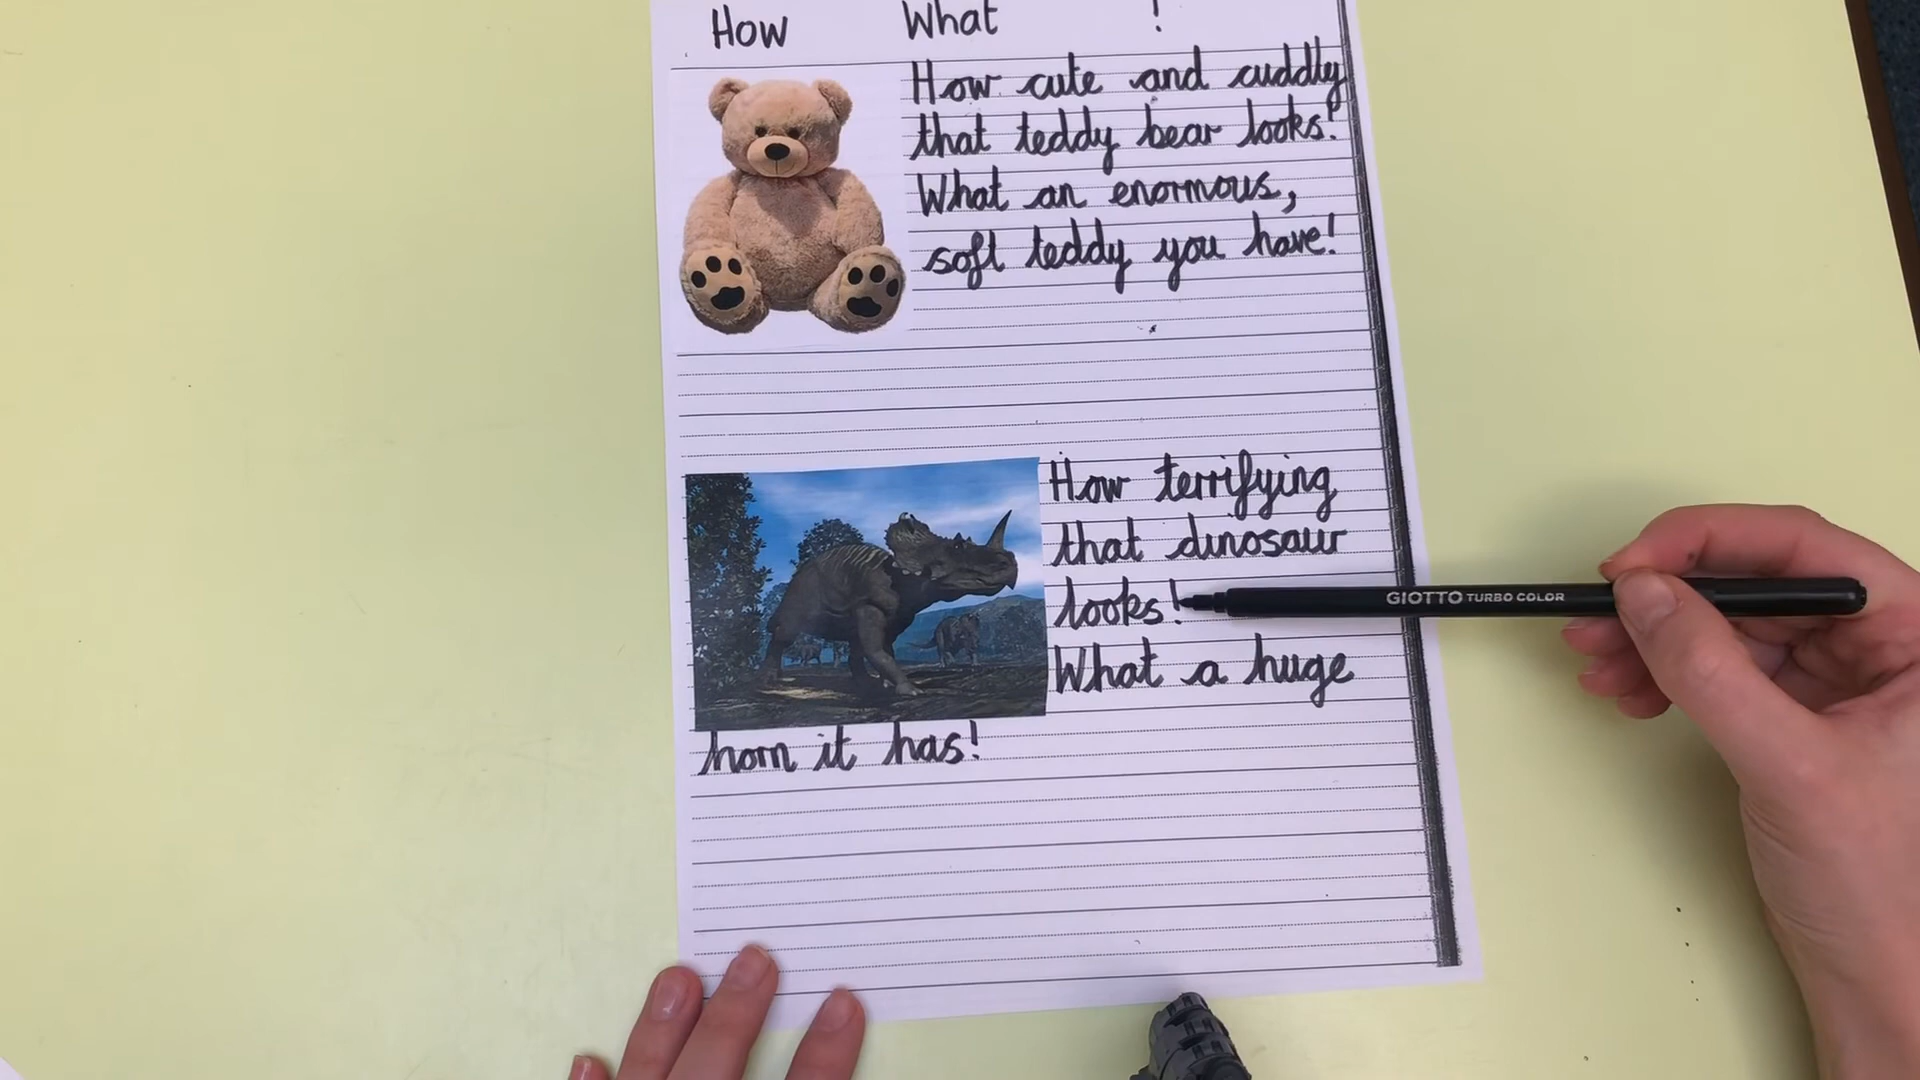 How What !
How cute and cuddly
that teddy bear looks!
What an enormous,
soft teddy you have!
How terrifying
that dinosaur
looks!
What a huge
horn it has!
GIOTTO TURBO COLOR